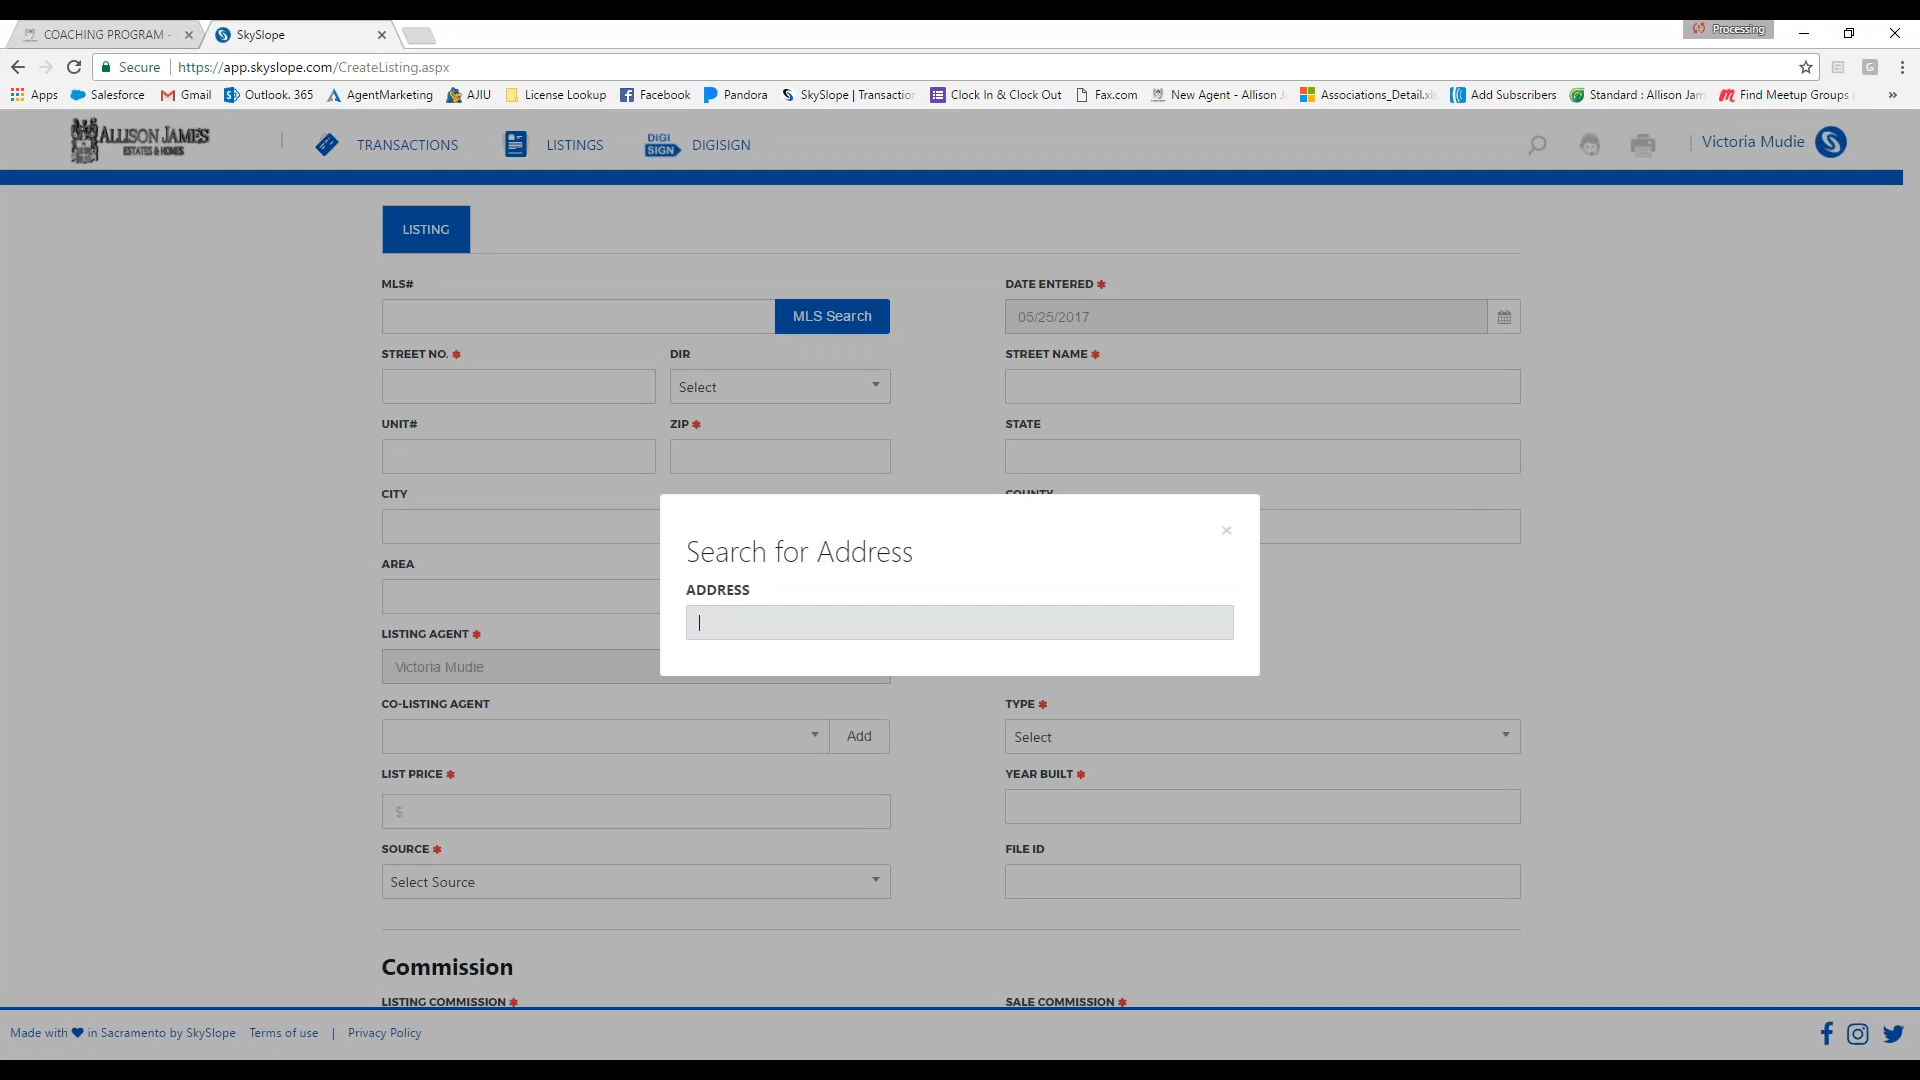 COACHING PROGRAM -
SkySlope
Processing
Secure
https://app.skyslope.com/CreateListing.aspx
Apps
Salesforce
Gmail
Outlook. 365
AgentMarketing
AJIU
License Lookup
Facebook
Pandora
SkySlope | Transaction
Clock In & Clock Out
Fax.com
New Agent - Allison J
Associations_Detail.xls
Add Subscribers
Standard : Allison Jam
Find Meetup Groups
»
ALLISON JAMES
ESTATES & HOMES
TRANSACTIONS
LISTINGS
DIGI
SIGN
DIGISIGN
Victoria Mudie
LISTING
MLS#
MLS Search
DATE ENTERED *
05/25/2017
STREET NO. *
DIR
Select
STREET NAME *
UNIT#
ZIP *
STATE
CITY
COUNTY
Search for Address
×
ADDRESS
AREA
LISTING AGENT *
Victoria Mudie
CO-LISTING AGENT
Add
TYPE *
Select
LIST PRICE *
$
YEAR BUILT *
SOURCE *
Select Source
FILE ID
Commission
LISTING COMMISSION *
SALE COMMISSION *
Made with ♥ in Sacramento by SkySlope Terms of use | Privacy Policy